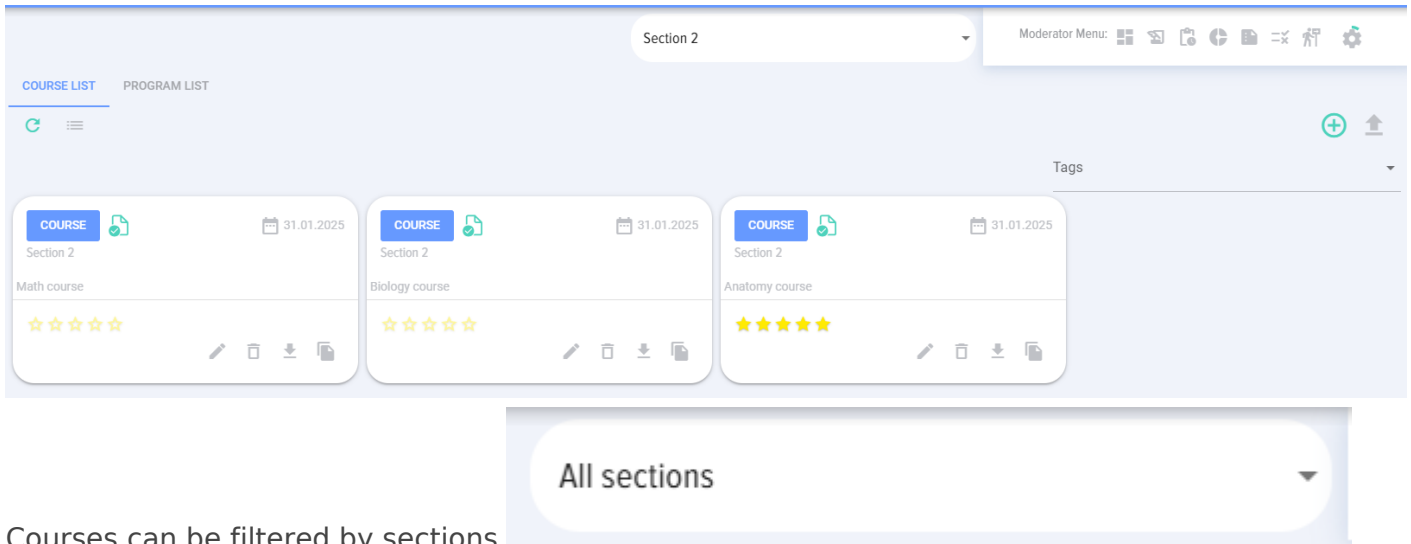 Section 2
Moderator Menu:
COURSE LIST PROGRAM LIST
Tags
COURSE 31.01.2025 COURSE 31.01.2025 COURSE 31.01.2025
Section 2 Section 2 Section 2
Math course Biology course Anatomy course
All sections
Courses can be filtered by sections